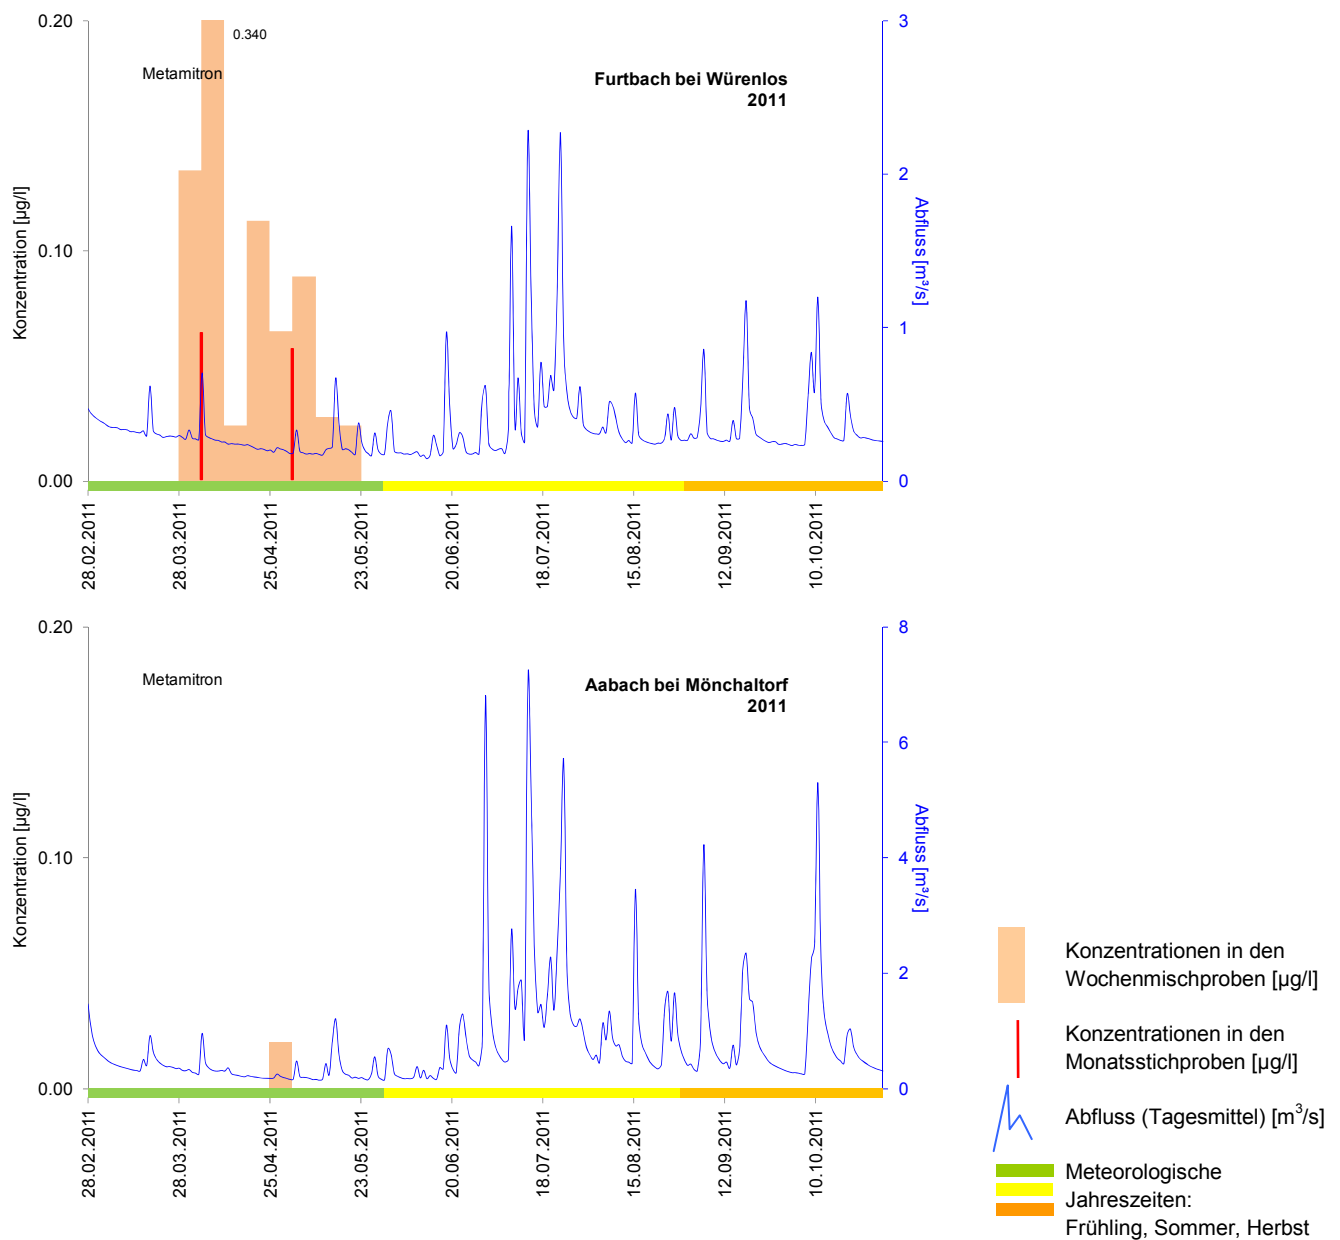 0.20
0.340
3
Metamitron
Furtbach bei Würenlos
2011
2
Konzentration [µg/l]
Abfluss [m³/s]
0.10
1
0.00
0
28.02.2011
28.03.2011
25.04.2011
23.05.2011
20.06.2011
18.07.2011
15.08.2011
12.09.2011
10.10.2011
0.20
8
Metamitron
Aabach bei Mönchaltorf
2011
6
Konzentration [µg/l]
Abfluss [m³/s]
0.10
4
2
0.00
0
28.02.2011
28.03.2011
25.04.2011
23.05.2011
20.06.2011
18.07.2011
15.08.2011
12.09.2011
10.10.2011
Konzentrationen in den
Wochenmischproben [µg/l]
Konzentrationen in den
Monatsstichproben [µg/l]
Abfluss (Tagesmittel) [m³/s]
Meteorologische
Jahreszeiten:
Frühling, Sommer, Herbst